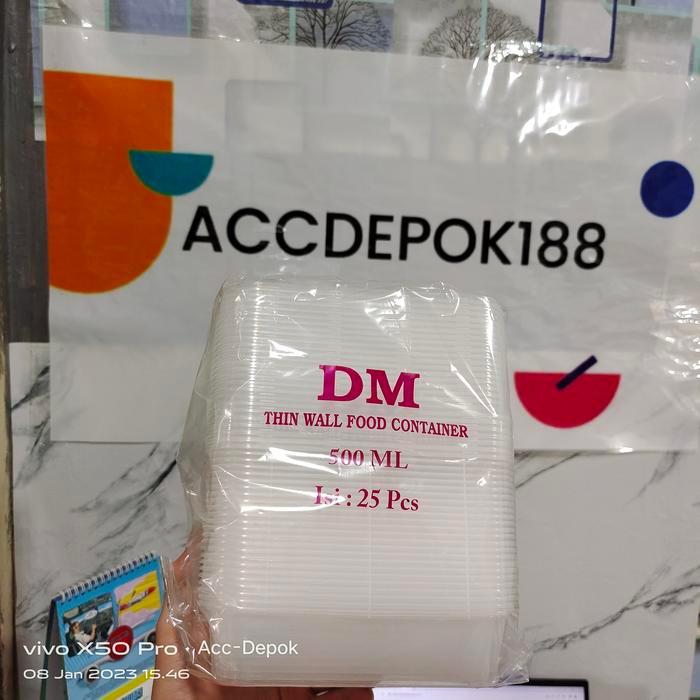 ACCDEPOK188
DM
THIN WALL FOOD CONTAINER
500 ML
Isi : 25 Pcs
vivo X50 Pro · Acc-Depok
08 Jan 2023 15.46